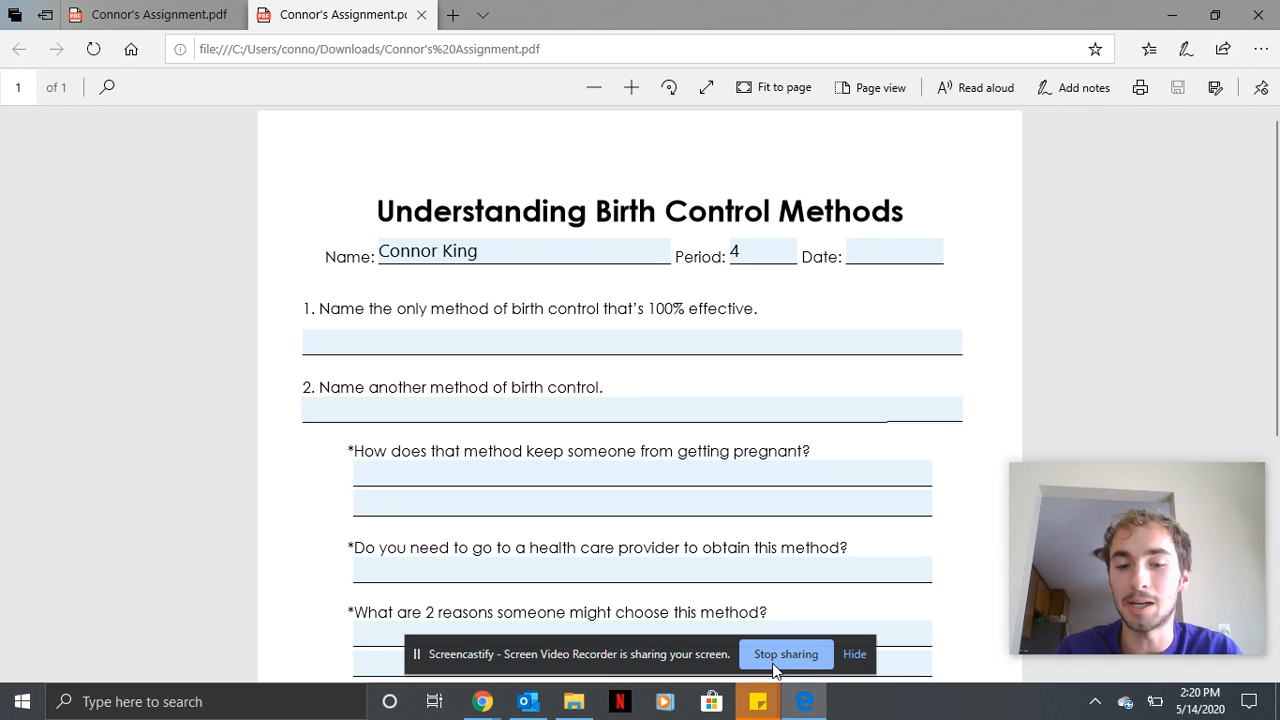 Connor's Assignment.pdf
Connor's Assignment.pd
file:///C:/Users/conno/Downloads/Connor's%20Assignment.pdf
1 of 1
Fit to page
Page view
Read aloud
Add notes
Understanding Birth Control Methods
Name: Connor King Period: 4 Date:
1. Name the only method of birth control that's 100% effective.
2. Name another method of birth control.
*How does that method keep someone from getting pregnant?
*Do you need to go to a health care provider to obtain this method?
*What are 2 reasons someone might choose this method?
Screencastify - Screen Video Recorder is sharing your screen. Stop sharing Hide
Type here to search
2:20 PM
5/14/2020